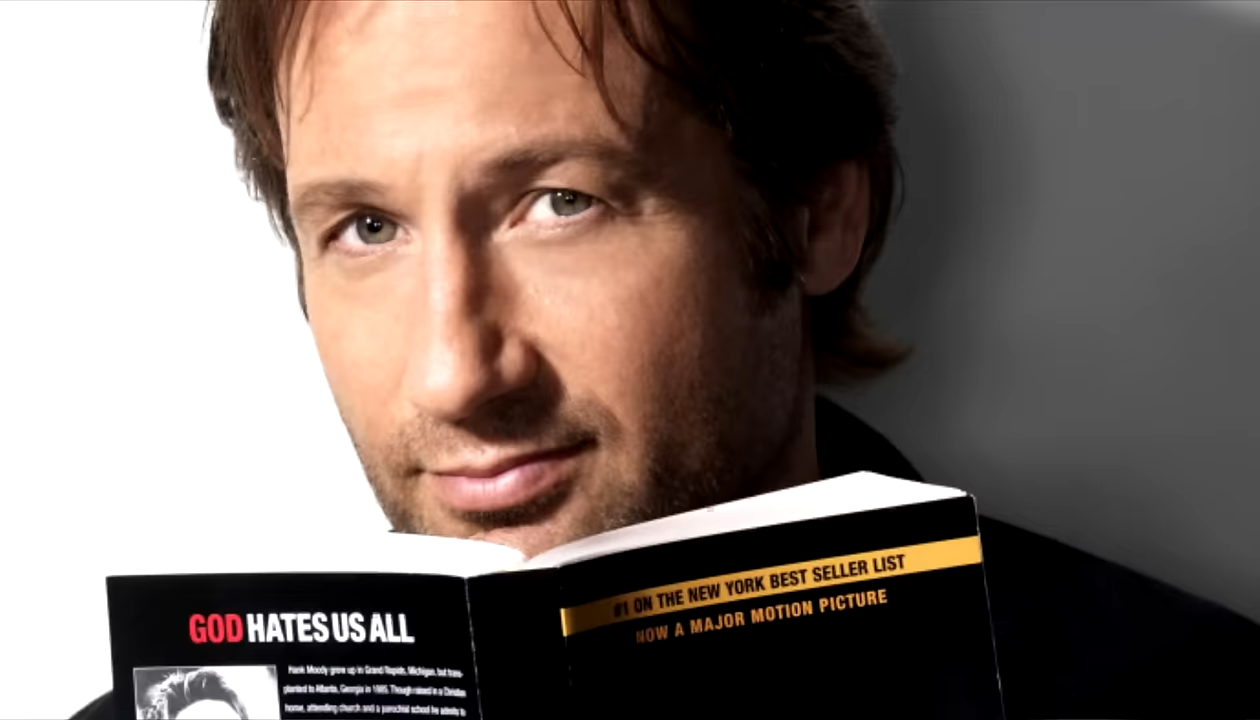 GOD HATES US ALL
Hank Moody grew up in Grand Rapids, Michigan, but trans-
planted to Atlanta, Georgia in 1985. Though raised in a Christian
home, attending church and a parochial school he admits to
#1 ON THE NEW YORK BEST SELLER LIST
NOW A MAJOR MOTION PICTURE